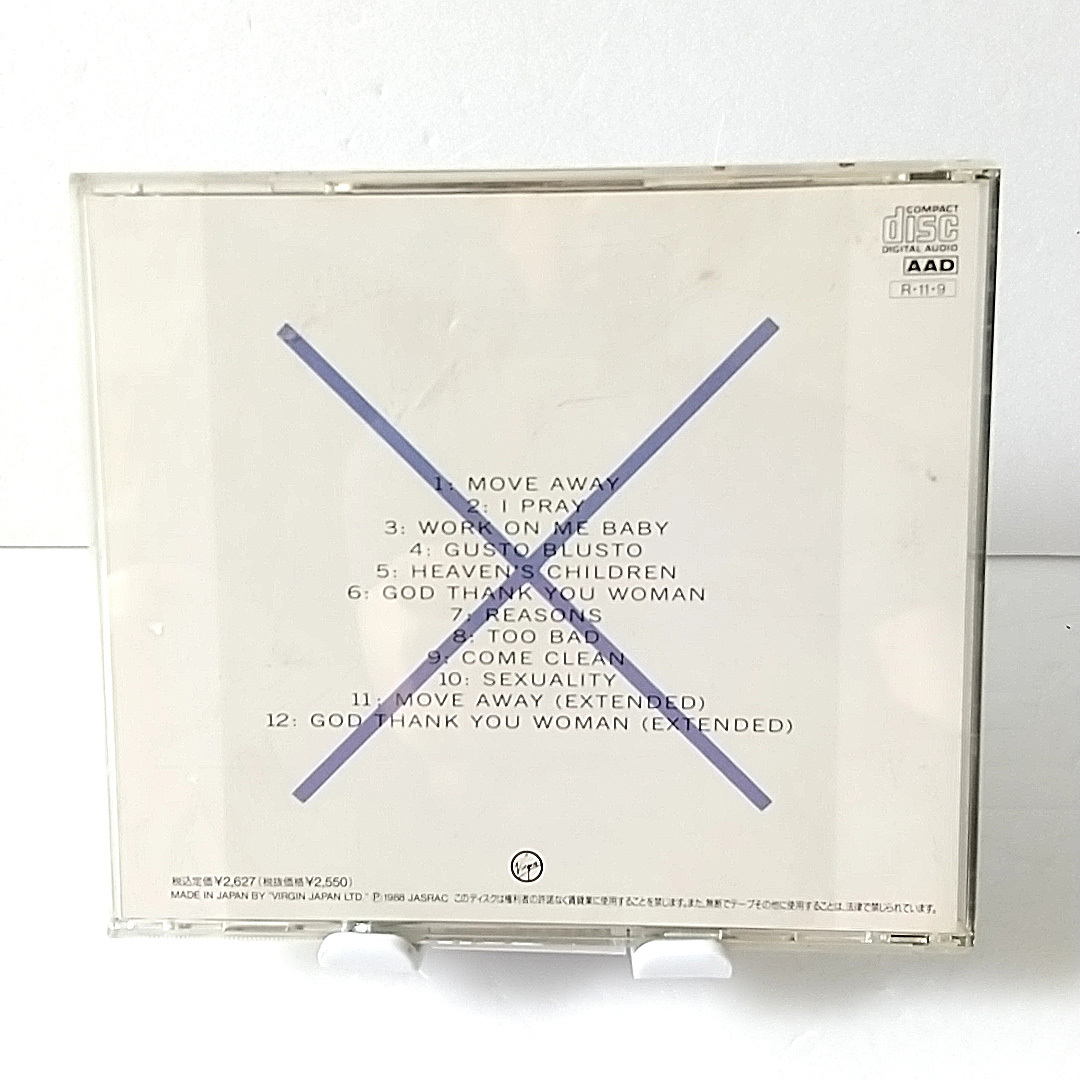 COMPACT
disc
DIGITAL AUDIO
AAD
R・11・9
1: MOVE AWAY
2: I PRAY
3: WORK ON ME BABY
4: GUSTO BLUSTO
5: HEAVEN'S CHILDREN
6: GOD THANK YOU WOMAN
7: REASONS
8: TOO BAD
9: COME CLEAN
10: SEXUALITY
11: MOVE AWAY (EXTENDED)
12: GOD THANK YOU WOMAN (EXTENDED)
Virgin
税込定価¥2,627(税抜価格¥2,550)
MADE IN JAPAN BY "VIRGIN JAPAN LTD." Ⓟ1988 JASRAC このディスクは権利者の許諾なく賃貸業に使用することを禁じます。また、無断でテープその他に使用することは、法律で禁じられています。